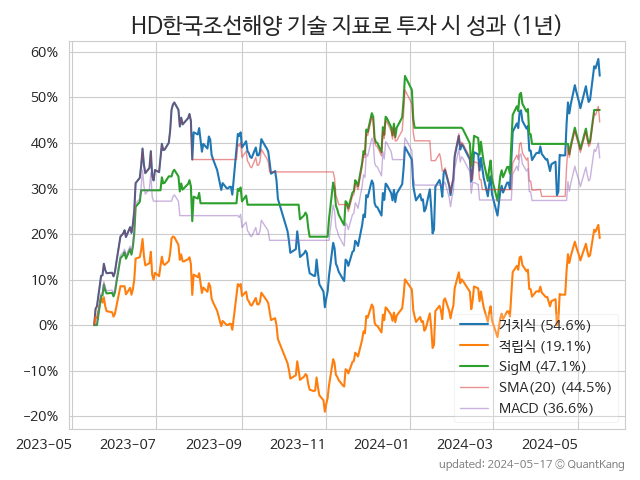 HD한국조선해양 기술 지표로 투자 시 성과 (1년)
60%
50%
40%
30%
20%
10%
0%
−10%
−20%
2023-05 2023-07 2023-09 2023-11 2024-01 2024-03 2024-05
거치식 (54.6%)
적립식 (19.1%)
SigM (47.1%)
SMA(20) (44.5%)
MACD (36.6%)
updated: 2024-05-17 ⓒ QuantKang